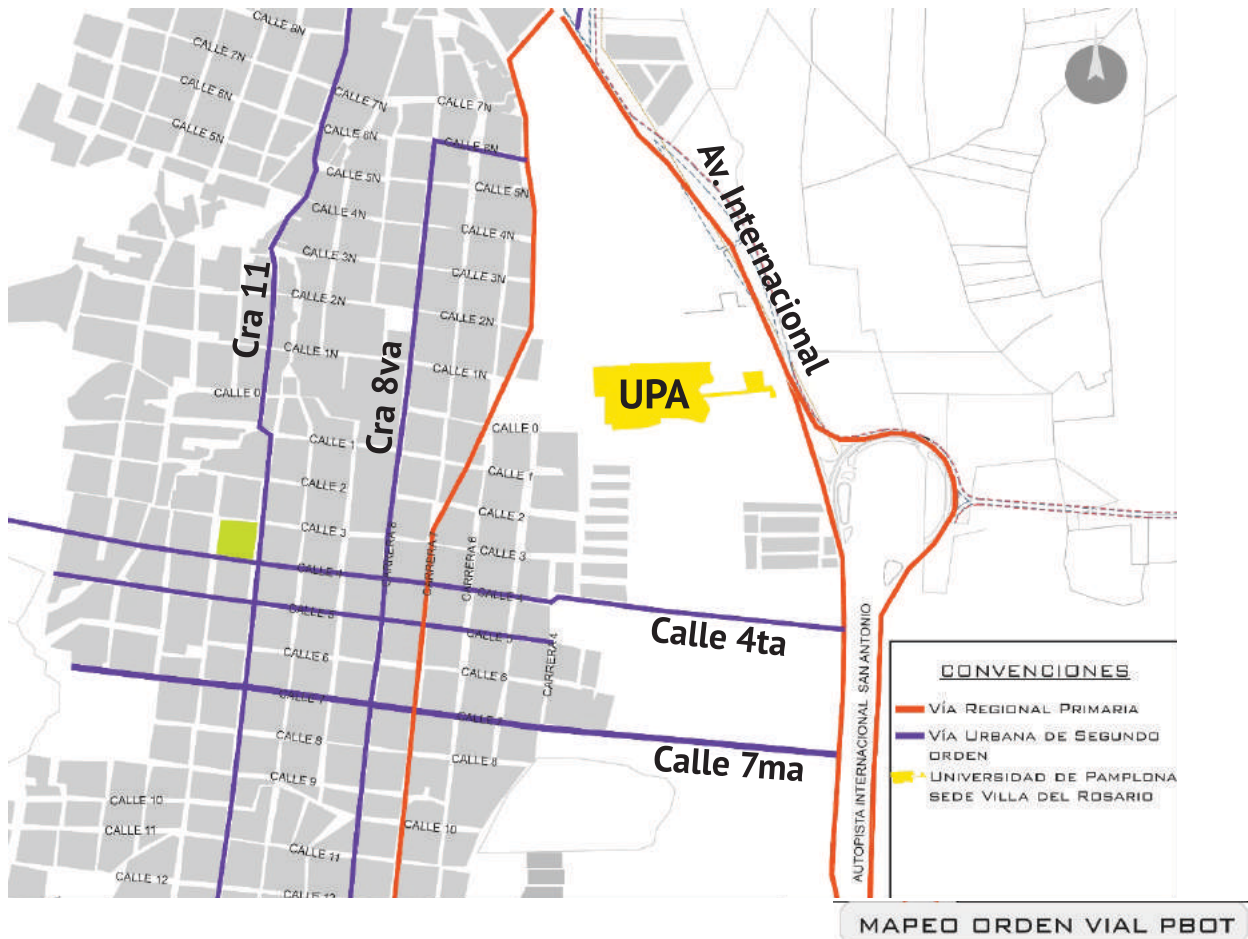 CALLE 8N
CALLE 7N
CALLE 6N
CALLE 5N
CALLE 7N
CALLE 6N
CALLE 5N
CALLE 4N
CALLE 3N
CALLE 2N
CALLE 1N
CALLE 0
CALLE 7N
CALLE 6N
CALLE 5N
CALLE 4N
CALLE 3N
CALLE 2N
CALLE 1N
CALLE 0
CALLE 1
CALLE 2
CALLE 3
CALLE 4
CALLE 5
CALLE 6
CALLE 7
CALLE 8
CALLE 9
CALLE 10
CALLE 11
CALLE 12
CALLE 11
CALLE 1
CALLE 2
CALLE 3
CALLE 4
CALLE 5
CALLE 6
CALLE 7
CALLE 8
CALLE 10
Cra 11
Cra 8va
CARRERA 7
CARRERA 6
CARRERA 4
Av. Internacional
UPA
Calle 4ta
Calle 7ma
AUTOPISTA INTERNACIONAL SAN ANTONIO
CONVENCIONES
VÍA REGIONAL PRIMARIA
VÍA URBANA DE SEGUNDO
ORDEN
UNIVERSIDAD DE PAMPLONA
SEDE VILLA DEL ROSARIO
MAPEO ORDEN VIAL PBOT